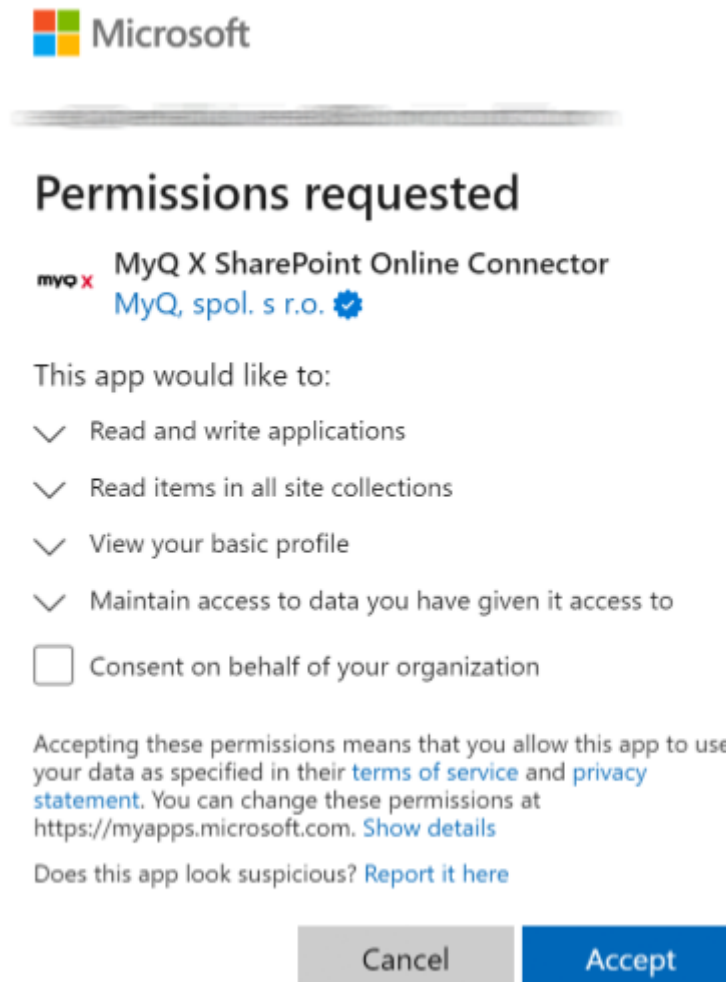 Microsoft
Permissions requested
myQ X
MyQ X SharePoint Online Connector
MyQ, spol. s r.o.
This app would like to:
Read and write applications
Read items in all site collections
View your basic profile
Maintain access to data you have given it access to
Consent on behalf of your organization
Accepting these permissions means that you allow this app to use
your data as specified in their terms of service and privacy
statement. You can change these permissions at
https://myapps.microsoft.com. Show details
Does this app look suspicious? Report it here
Cancel
Accept